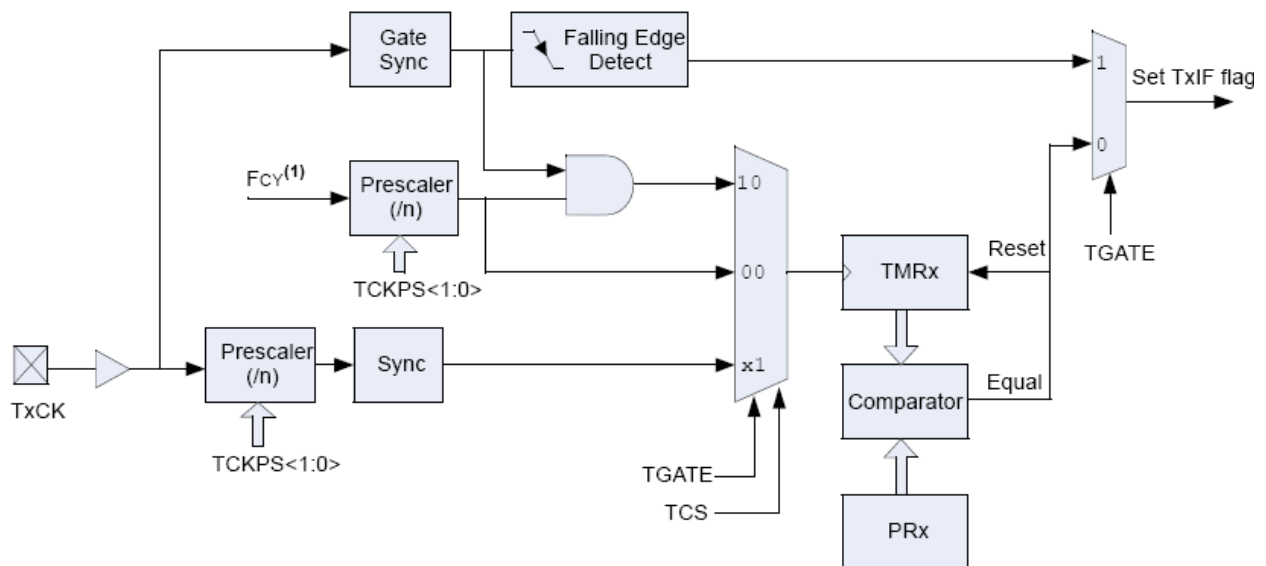 Gate
Sync
Falling Edge
Detect
1
Set TxIF flag
0
TGATE
FCY(1)
Prescaler
(/n)
TCKPS<1:0>
10
00
x1
TMRx
Reset
TxCK
Prescaler
(/n)
TCKPS<1:0>
Sync
Comparator
Equal
TGATE
TCS
PRx